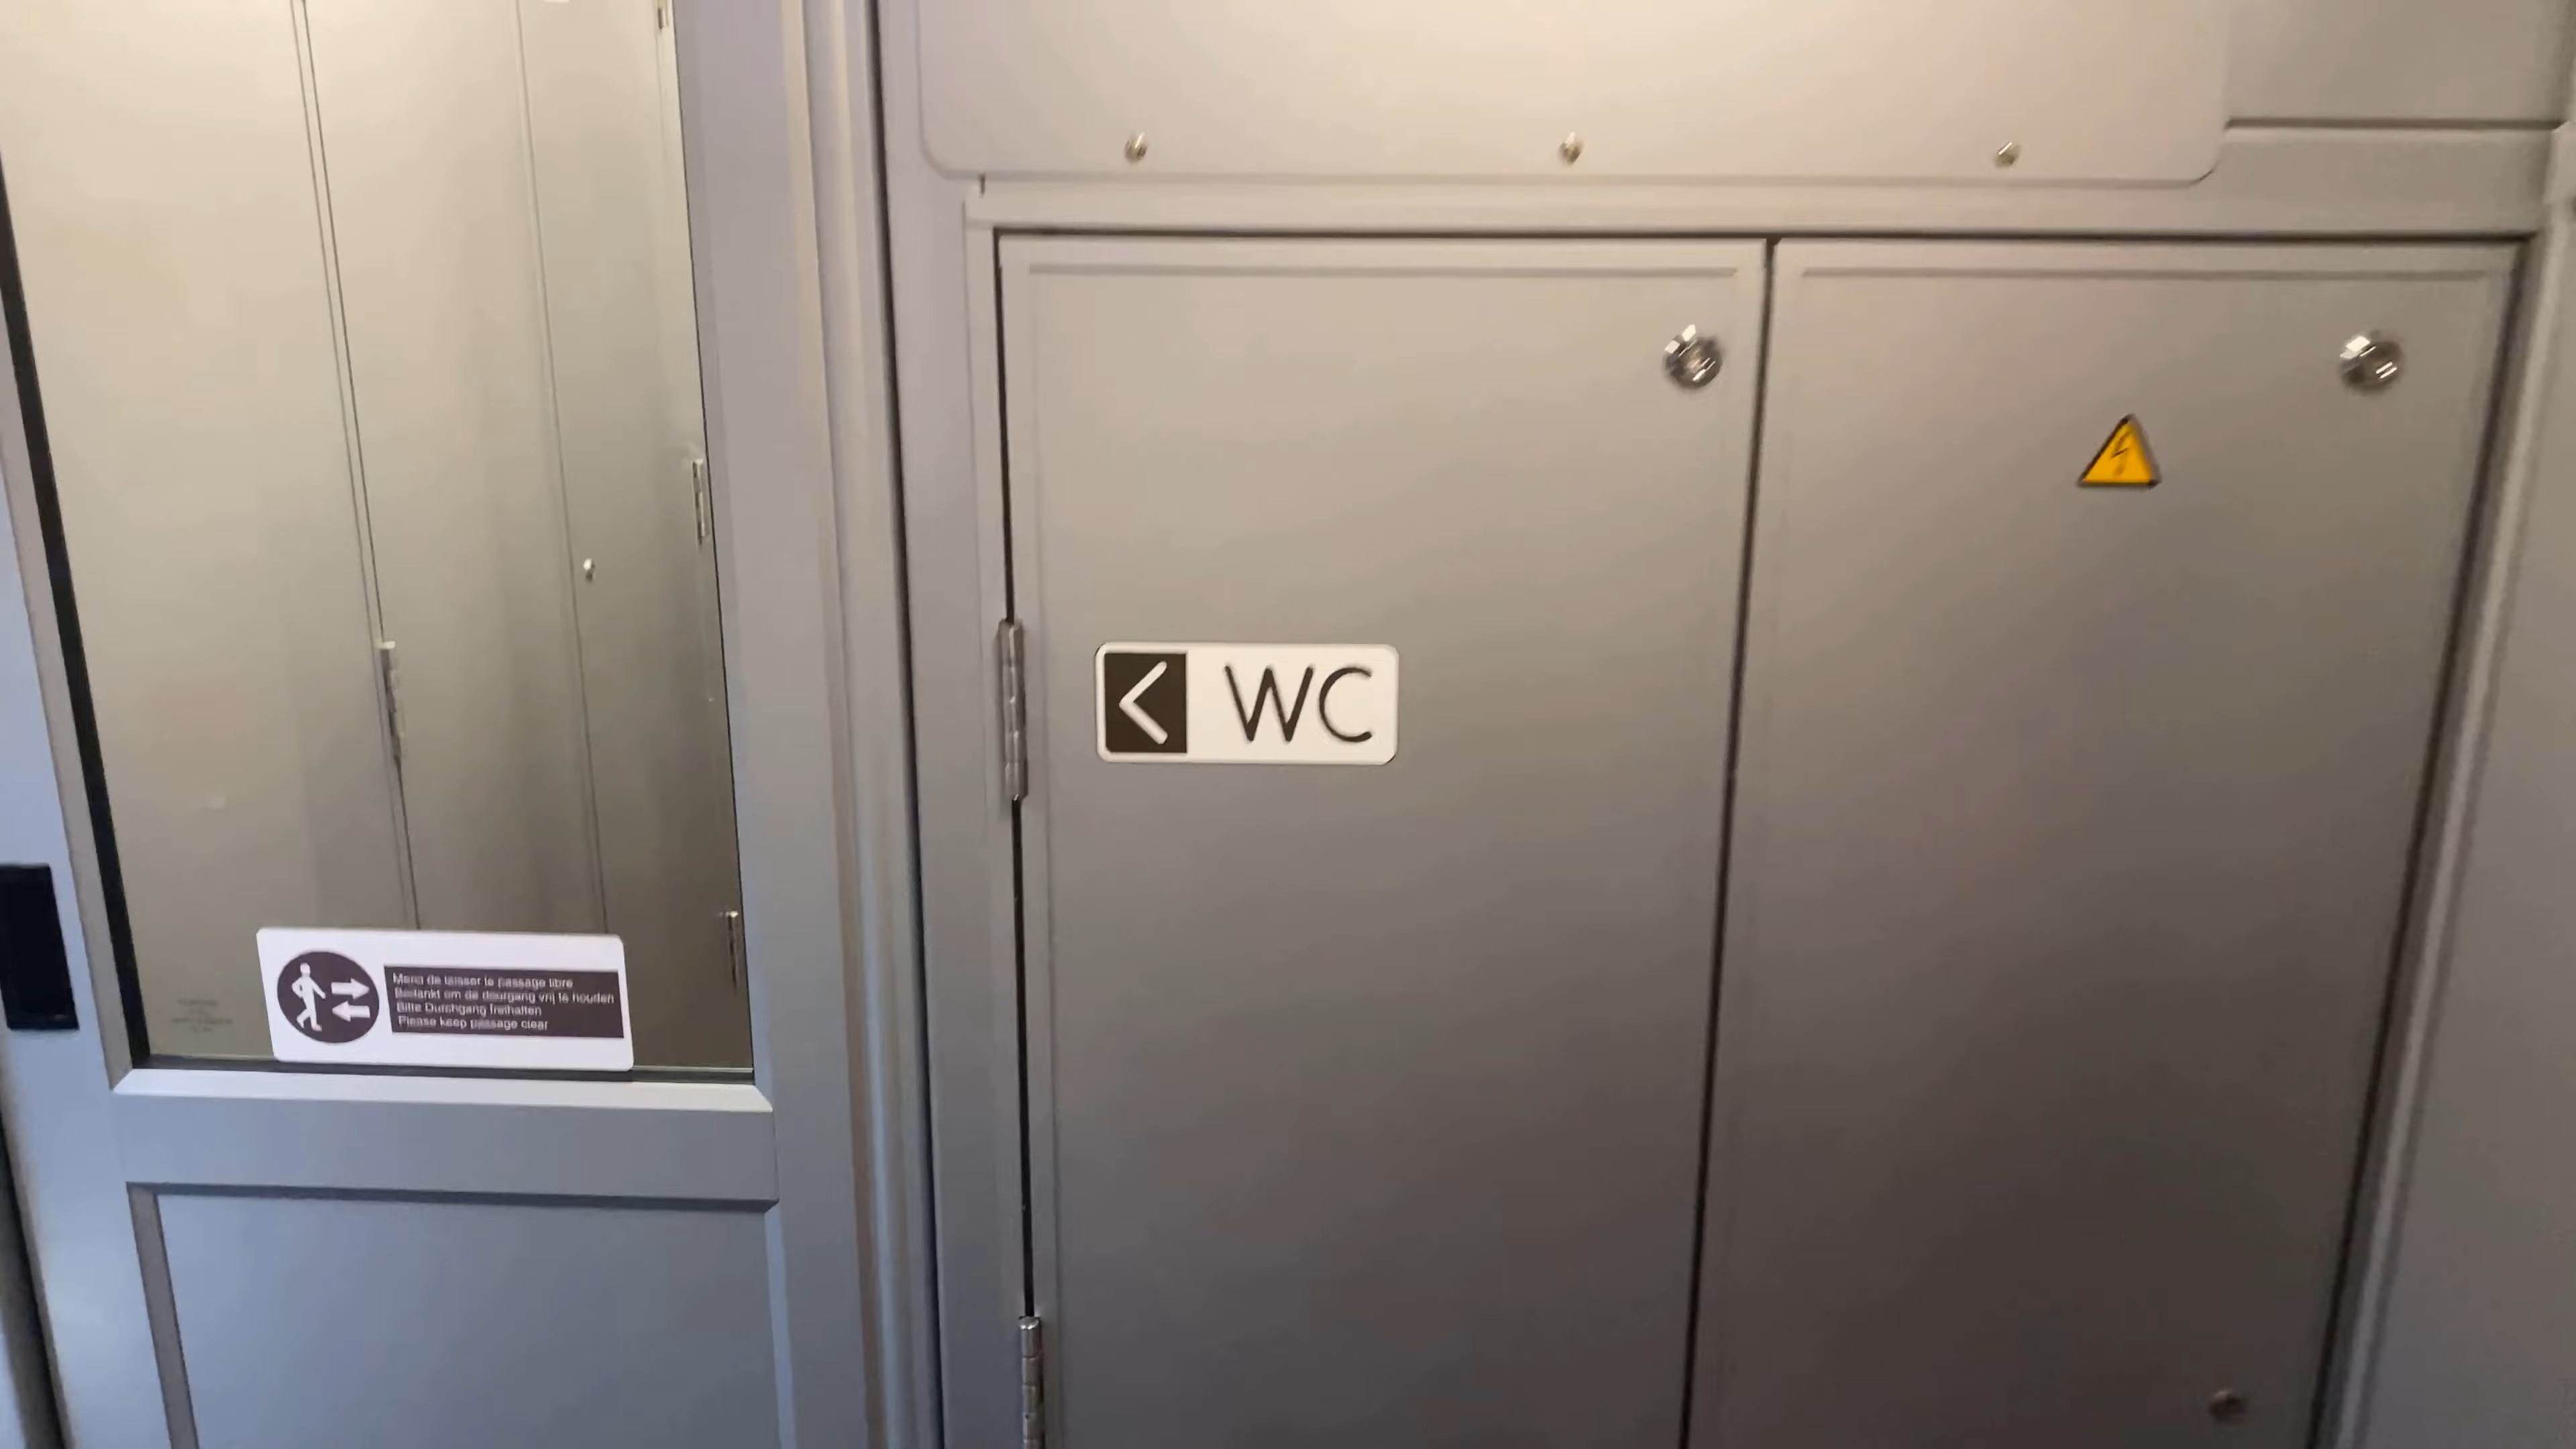 WC
Merci de laisser le passage libre
Bedankt om de doorgang vrij te houden
Bitte Durchgang freihalten
Please keep passage clear